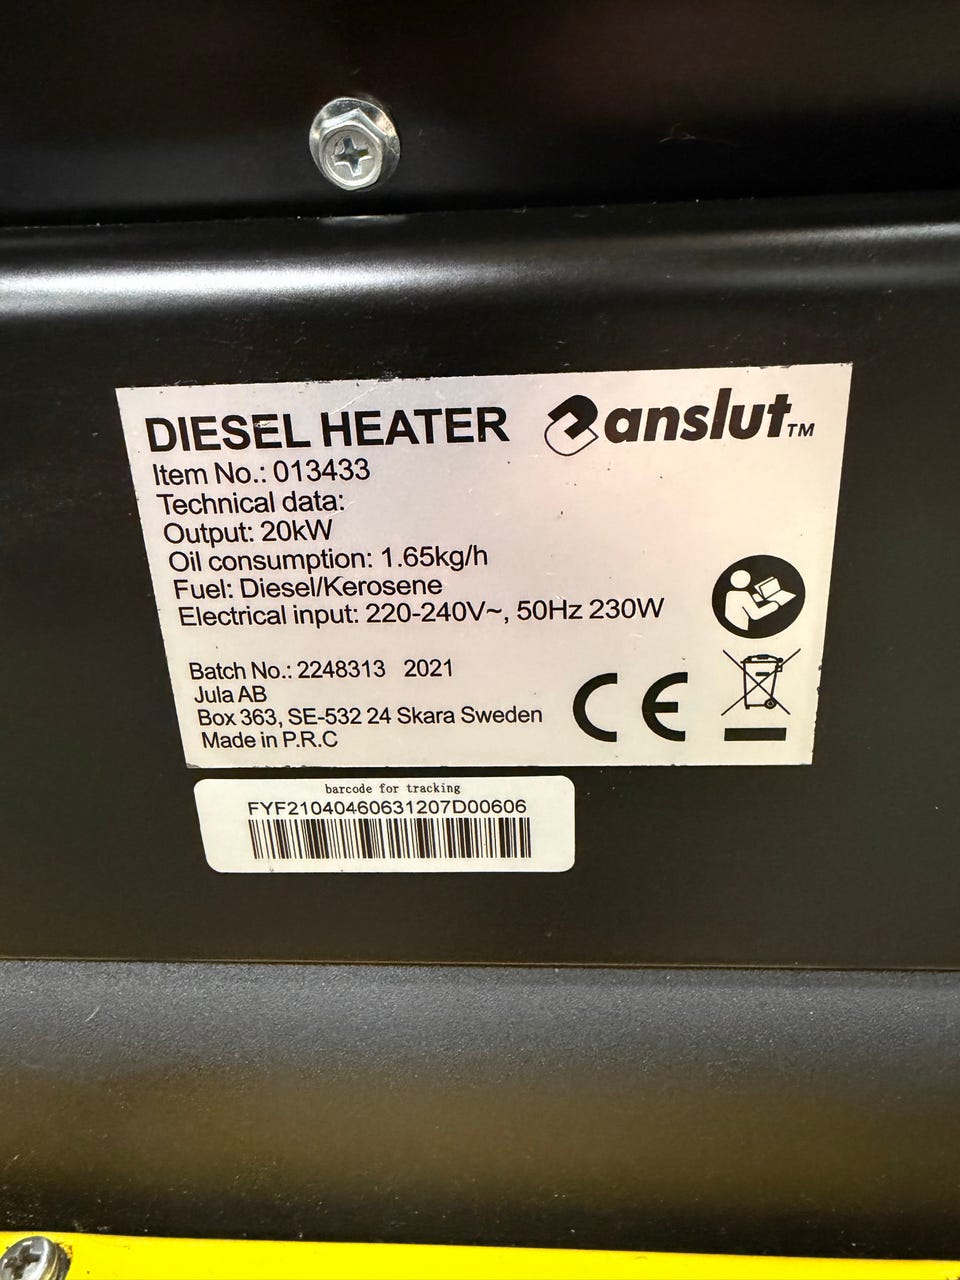 DIESEL HEATER anslut™
Item No.: 013433
Technical data:
Output: 20kW
Oil consumption: 1.65kg/h
Fuel: Diesel/Kerosene
Electrical input: 220-240V~, 50Hz 230W
Batch No.: 2248313 2021
Jula AB
Box 363, SE-532 24 Skara Sweden
Made in P.R.C
CE
barcode for tracking
FYF21040460631207D00606